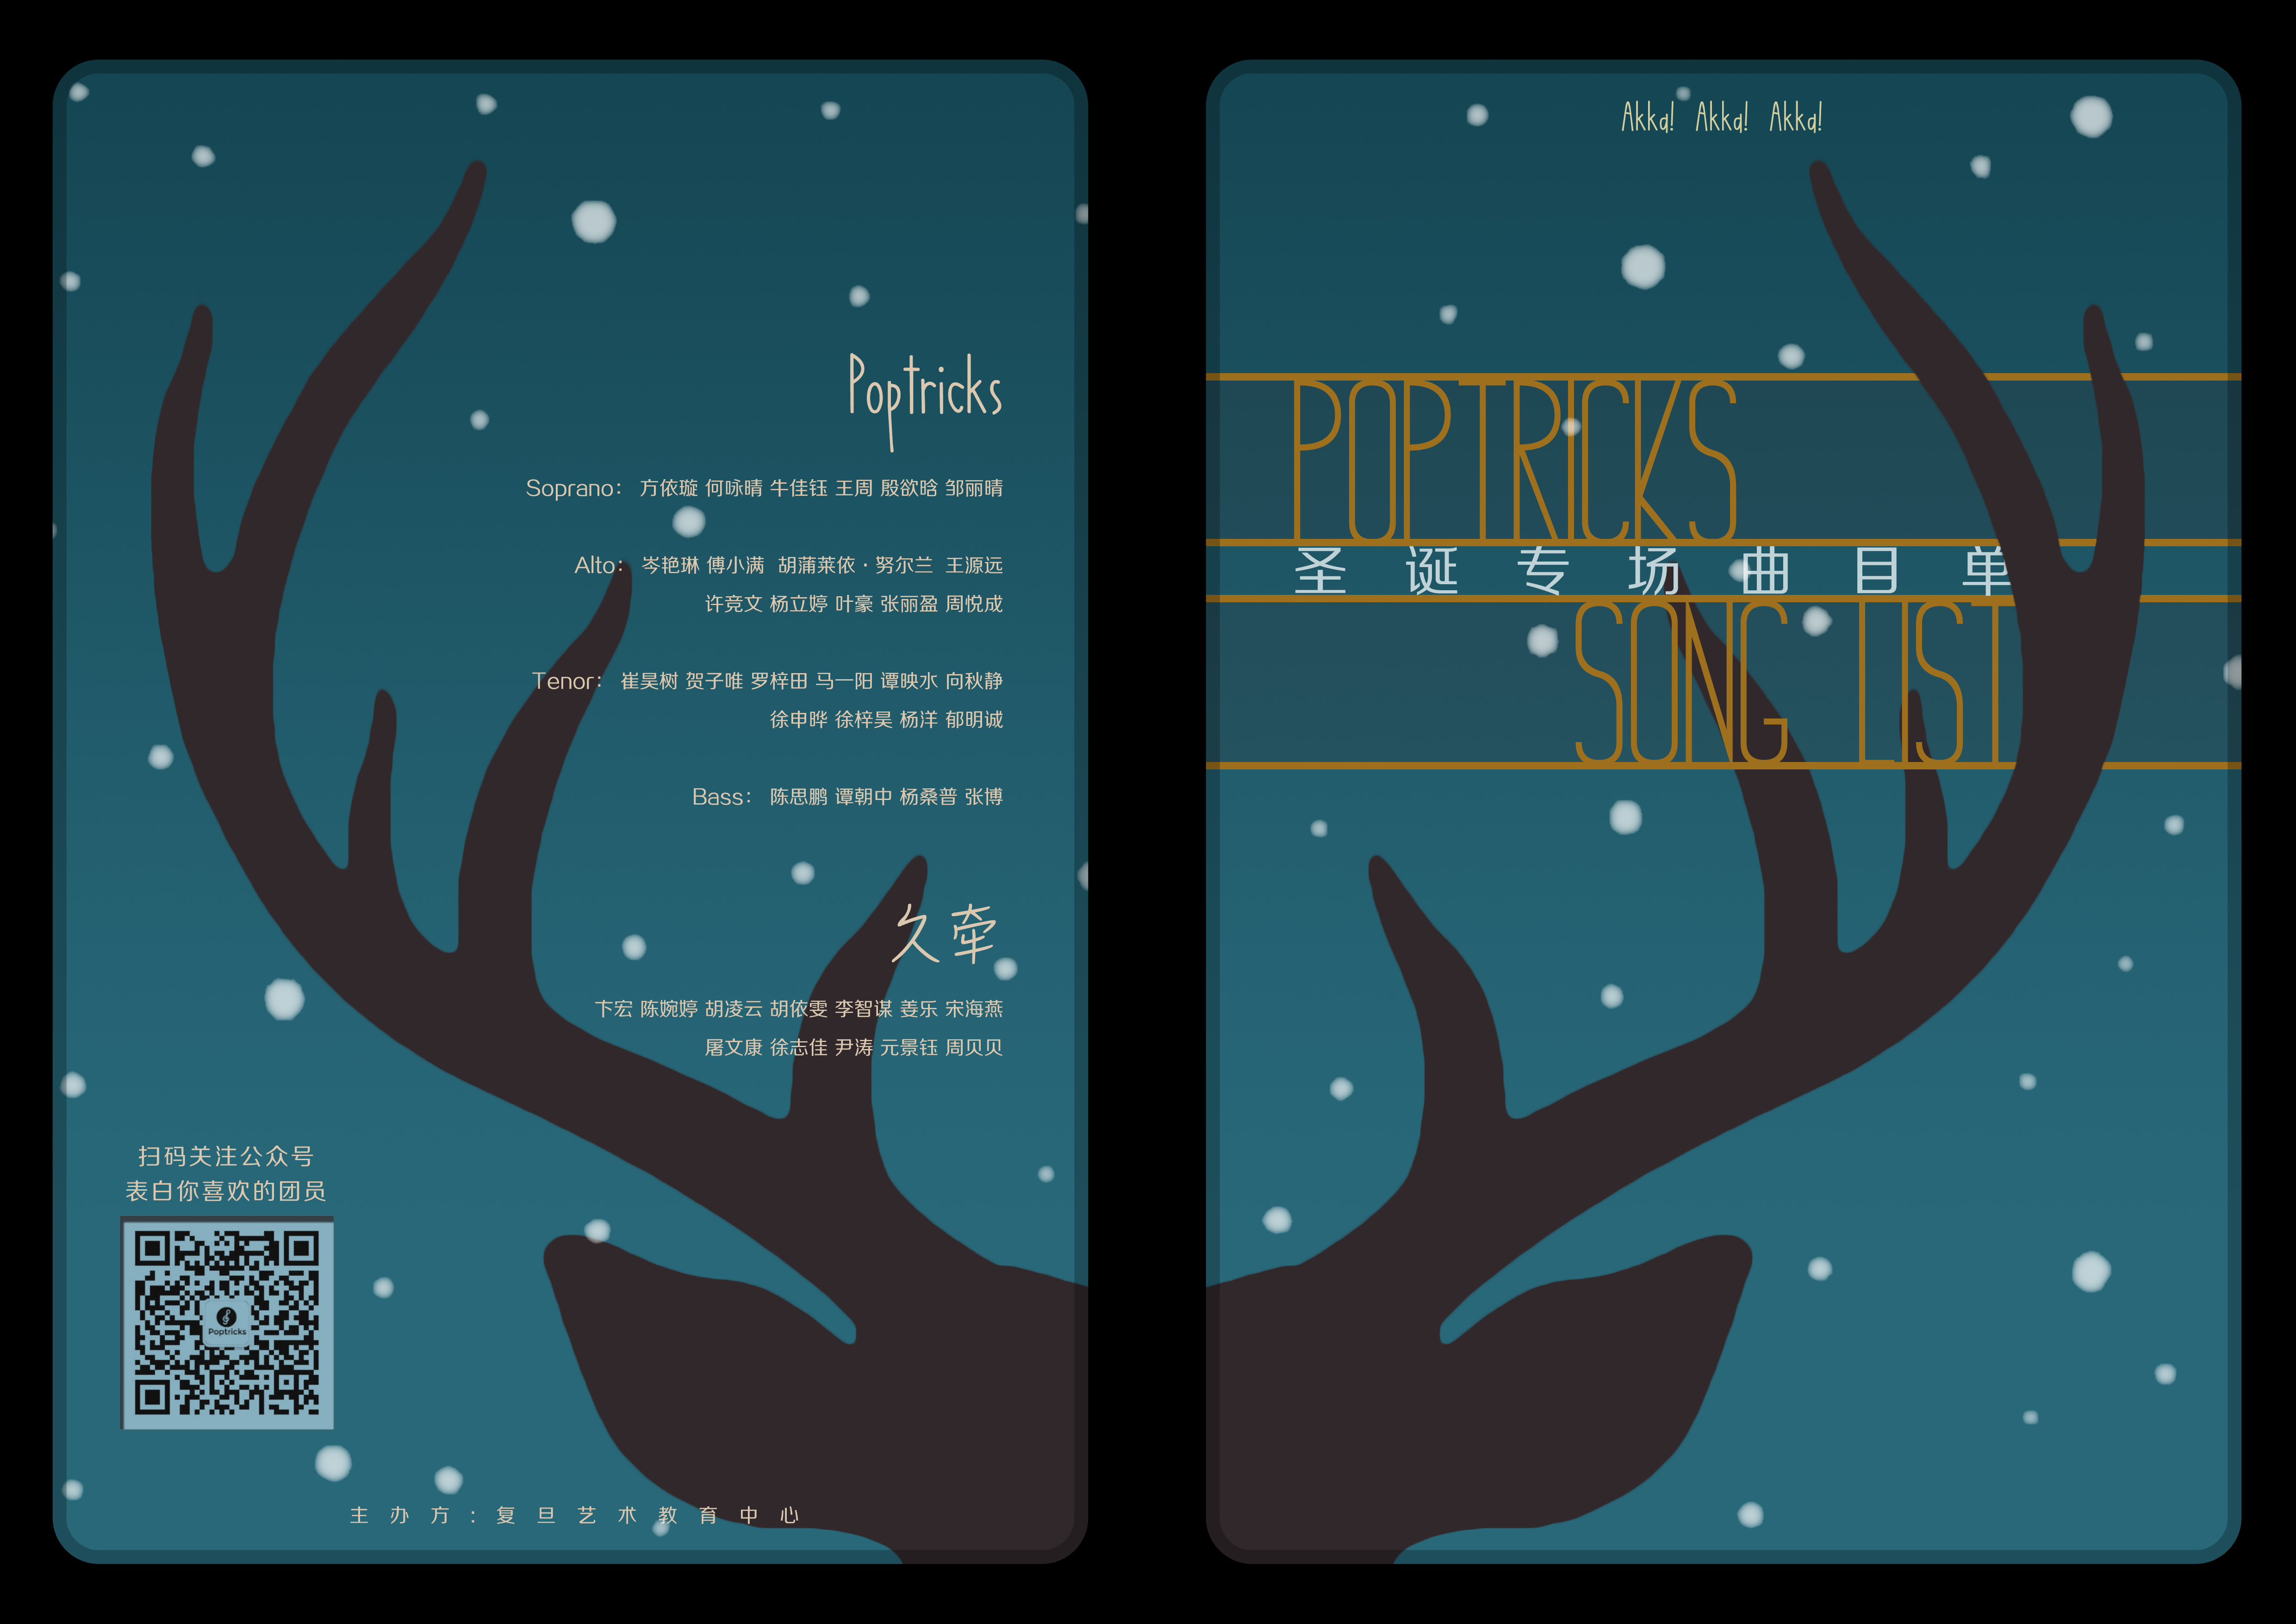 Poptricks
Soprano： 方依璇 何咏晴 牛佳钰 王周 殷欲晗 邹丽晴
Alto： 岑艳琳 傅小满 胡蒲莱依·努尔兰 王源远
许竞文 杨立婷 叶豪 张丽盈 周悦成
Tenor： 崔昊树 贺子唯 罗梓田 马一阳 谭映水 向秋静
徐申晔 徐梓昊 杨洋 郁明诚
Bass： 陈思鹏 谭朝中 杨桑普 张博
久牵
卞宏 陈婉婷 胡凌云 胡依雯 李智谋 姜乐 宋海燕
屠文康 徐志佳 尹涛 元景钰 周贝贝
扫码关注公众号
表白你喜欢的团员
Poptricks
主办方：复旦艺术教育中心
Akka! Akka! Akka!
POPTRICKS
圣诞专场曲目单
SONG LIST